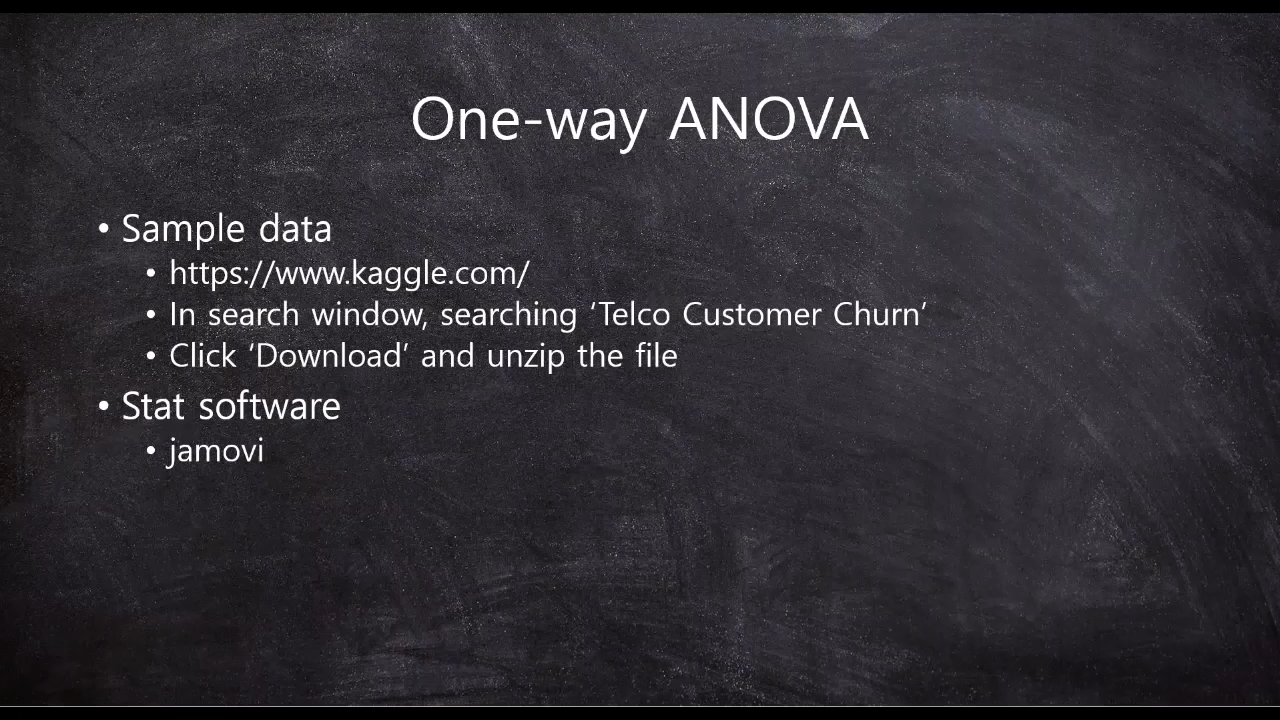 One-way ANOVA
• Sample data
• https://www.kaggle.com/
• In search window, searching ‘Telco Customer Churn’
• Click ‘Download’ and unzip the file
• Stat software
• jamovi